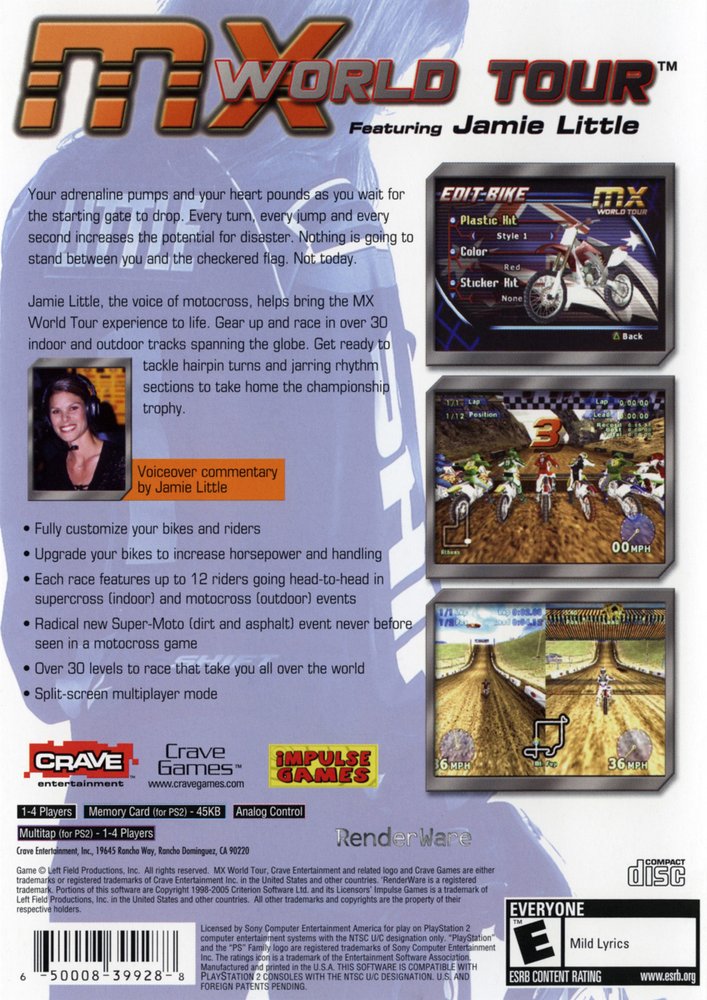 MX WORLD TOUR™
Featuring Jamie Little
Your adrenaline pumps and your heart pounds as you wait for
the starting gate to drop. Every turn, every jump and every
second increases the potential for disaster. Nothing is going to
stand between you and the checkered flag. Not today.
Jamie Little, the voice of motocross, helps bring the MX
World Tour experience to life. Gear up and race in over 30
indoor and outdoor tracks spanning the globe. Get ready to
tackle hairpin turns and jarring rhythm
sections to take home the championship
trophy.
Voiceover commentary
by Jamie Little
• Fully customize your bikes and riders
• Upgrade your bikes to increase horsepower and handling
• Each race features up to 12 riders going head-to-head in
supercross (indoor) and motocross (outdoor) events
• Radical new Super-Moto (dirt and asphalt) event never before
seen in a motocross game
• Over 30 levels to race that take you all over the world
• Split-screen multiplayer mode
LITTLE
SHIFT
EDIT-BIKE
MX
WORLD TOUR
Plastic Kit
Style 1
Color
Red
Sticker Kit
None
Back
1/1 Lap
1/12 Position
Lap 0:00.00
3
Athens
00 MPH
36 MPH
36 MPH
CRAVE™
entertainment
Crave
Games™
www.cravegames.com
IMPULSE
GAMES
1-4 Players
Memory Card (for PS2) - 45KB
Analog Control
Multitap (for PS2) - 1-4 Players
RenderWare
Crave Entertainment, Inc., 19645 Rancho Way, Rancho Dominguez, CA 90220
Game © Left Field Productions, Inc. All rights reserved. MX World Tour, Crave Entertainment and related logo and Crave Games are either
trademarks or registered trademarks of Crave Entertainment Inc. in the United States and other countries. 'RenderWare is a registered
trademark. Portions of this software are Copyright 1998-2005 Criterion Software Ltd. and its Licensors' Impulse Games is a trademark of
Left Field Productions, Inc. in the United States and other countries. All other trademarks and copyrights are the property of their
respective holders.
COMPACT
disc
6 50008-39928 8
Licensed by Sony Computer Entertainment America for play on PlayStation 2
computer entertainment systems with the NTSC U/C designation only. "PlayStation"
and the "PS" Family logo are registered trademarks of Sony Computer Entertainment
Inc. The ratings icon is a trademark of the Entertainment Software Association.
Manufactured and printed in the U.S.A. THIS SOFTWARE IS COMPATIBLE WITH
PLAYSTATION 2 CONSOLES WITH THE NTSC U/C DESIGNATION. U.S. AND
FOREIGN PATENTS PENDING.
EVERYONE
E
Mild Lyrics
ESRB CONTENT RATING www.esrb.org